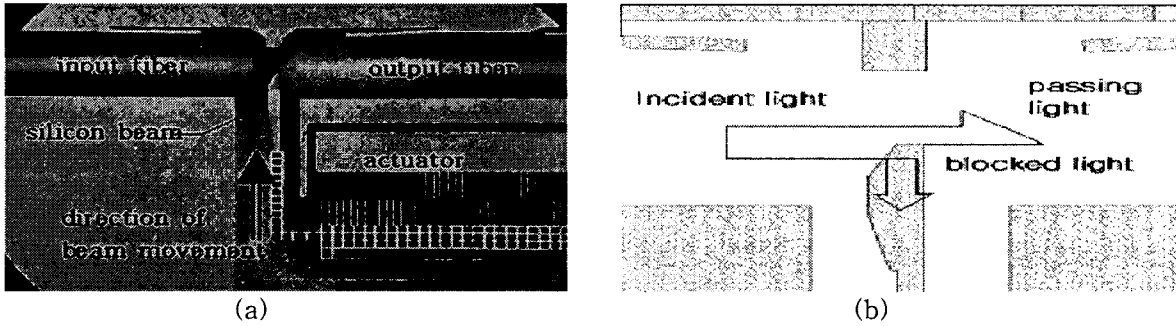 input fiber
output fiber
silicon beam
actuator
direction of
beam movement
(a)
Incident light
passing
light
blocked light
(b)